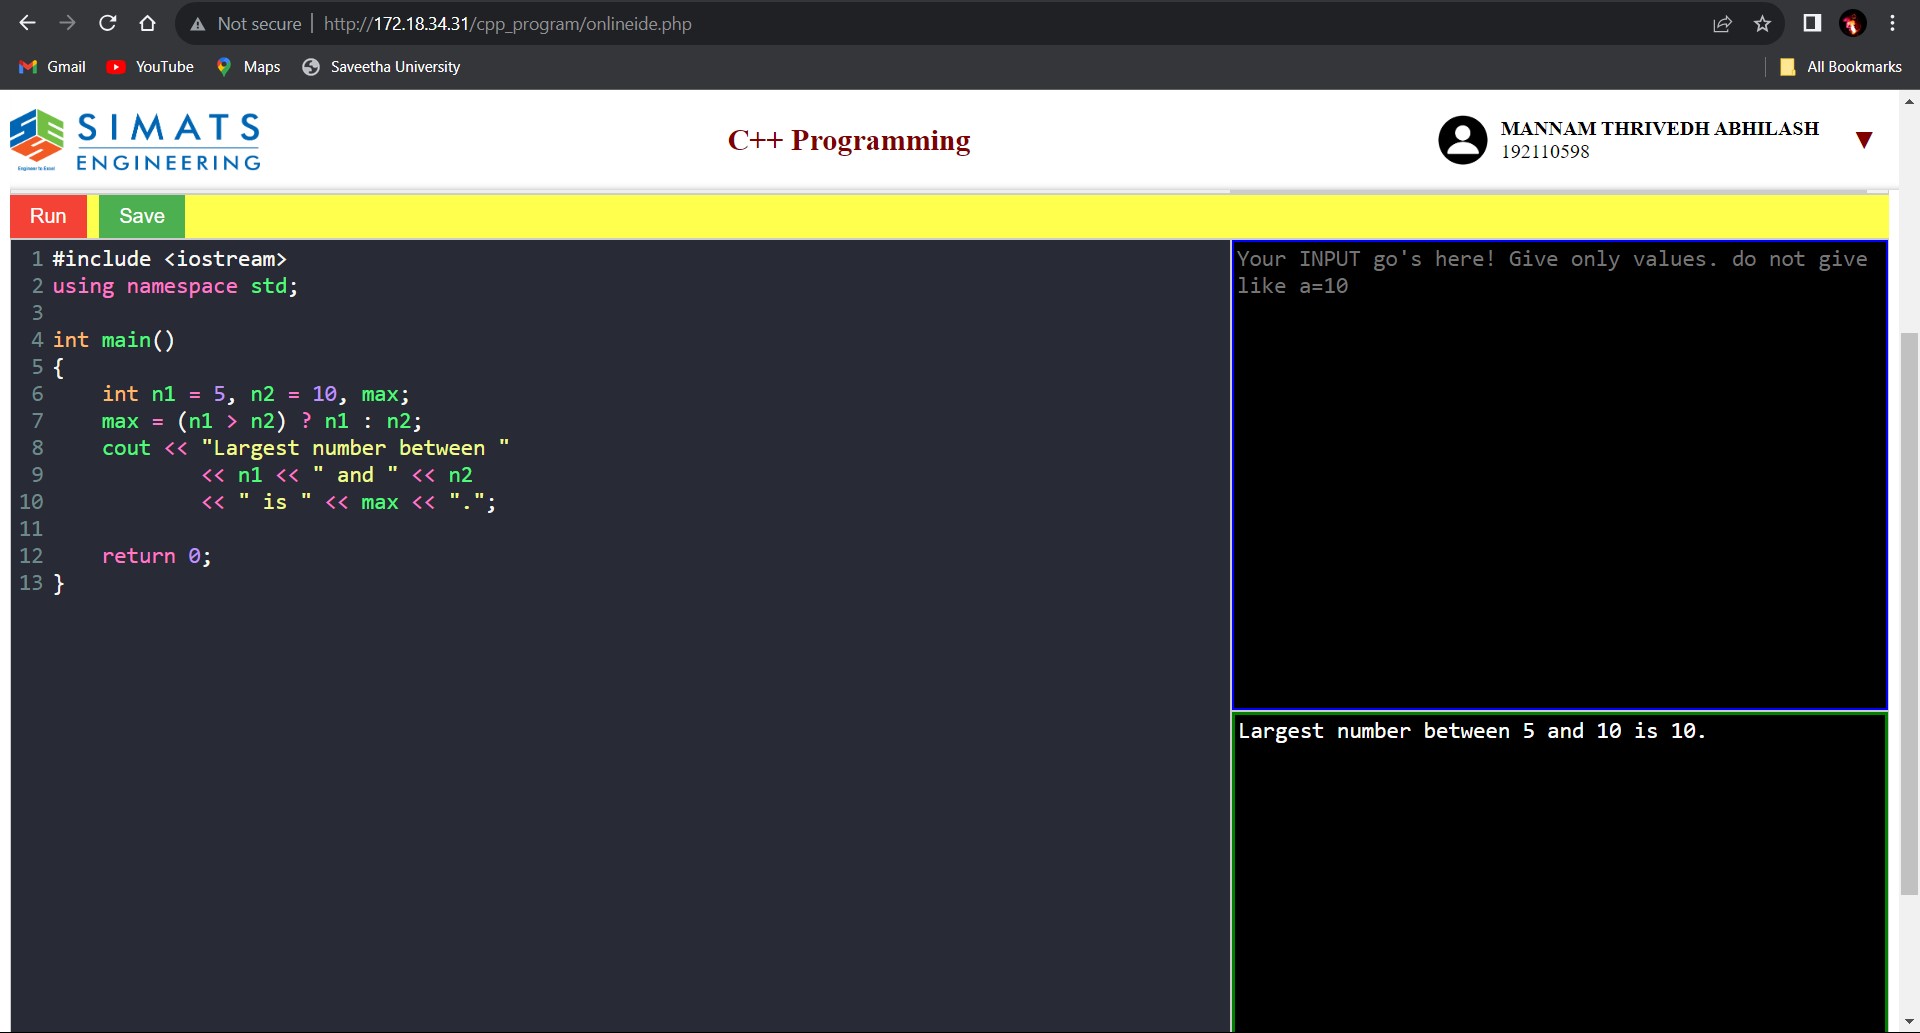 Not secure http://172.18.34.31/cpp_program/onlineide.php
Gmail YouTube Maps Saveetha University All Bookmarks
SIMATS
ENGINEERING
Engineer to Excel
C++ Programming
MANNAM THRIVEDH ABHILASH
192110598
Run Save
1 #include <iostream>
2 using namespace std;
3
4 int main()
5 {
6     int n1 = 5, n2 = 10, max;
7     max = (n1 > n2) ? n1 : n2;
8     cout << "Largest number between "
9             << n1 << " and " << n2
10             << " is " << max << ".";
11
12     return 0;
13 }
Your INPUT go's here! Give only values. do not give
like a=10
Largest number between 5 and 10 is 10.